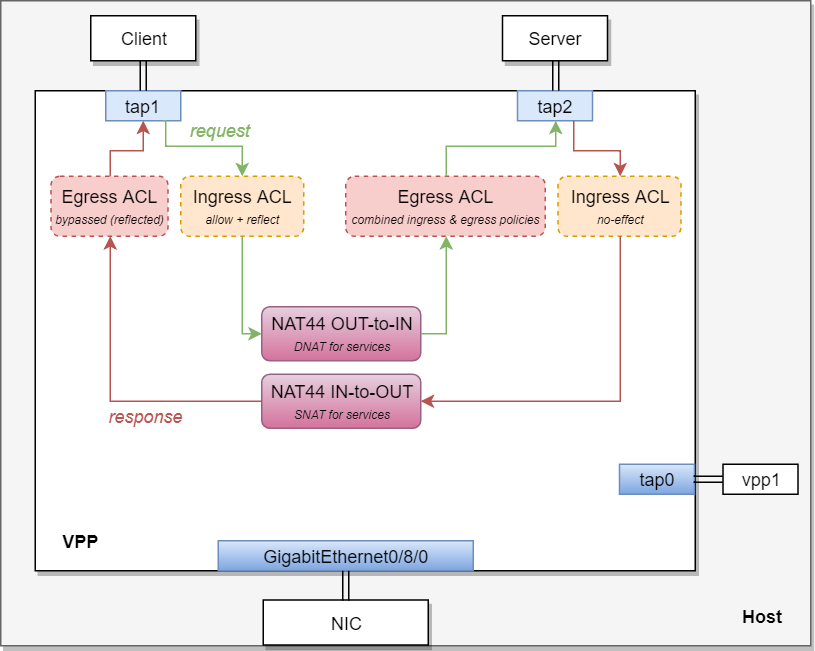 Client
Server
tap1
tap2
request
Egress ACL
bypassed (reflected)
Ingress ACL
allow + reflect
Egress ACL
combined ingress & egress policies
Ingress ACL
no-effect
NAT44 OUT-to-IN
DNAT for services
NAT44 IN-to-OUT
SNAT for services
response
tap0
vpp1
VPP
GigabitEthernet0/8/0
NIC
Host